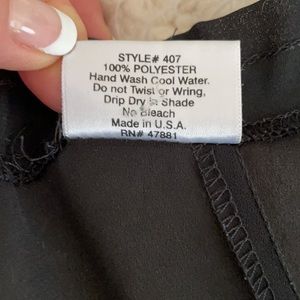 STYLE# 407
100% POLYESTER
Hand Wash Cool Water.
Do not Twist or Wring,
Drip Dry in Shade
No Bleach
Made in U.S.A.
RN# 47881